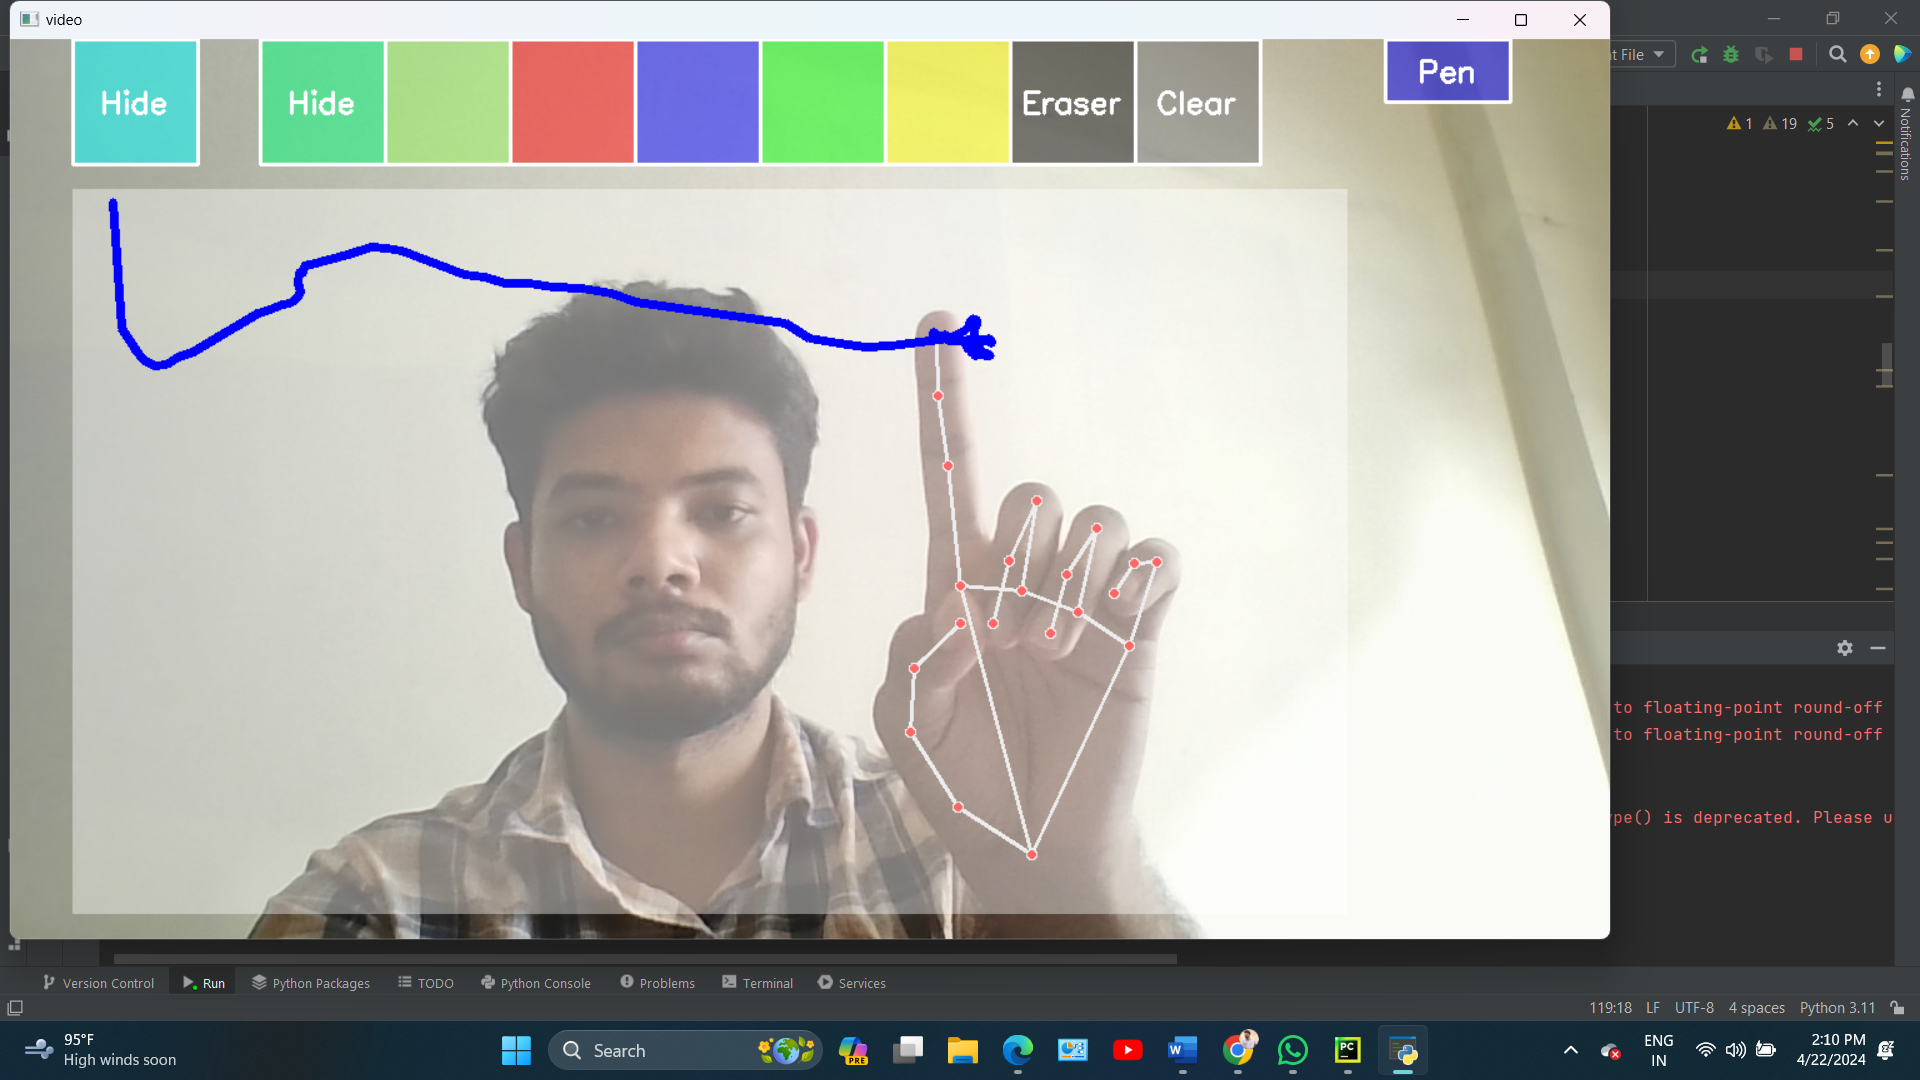 video
Hide
Hide
Eraser
Clear
Pen
t File
1
19
5
Notifications
to floating-point round-off
to floating-point round-off
ype() is deprecated. Please u
Version Control
Run
Python Packages
TODO
Python Console
Problems
Terminal
Services
119:18
LF
UTF-8
4 spaces
Python 3.11
95°F
High winds soon
Search
PRE
W
PC
ENG
IN
2:10 PM
4/22/2024